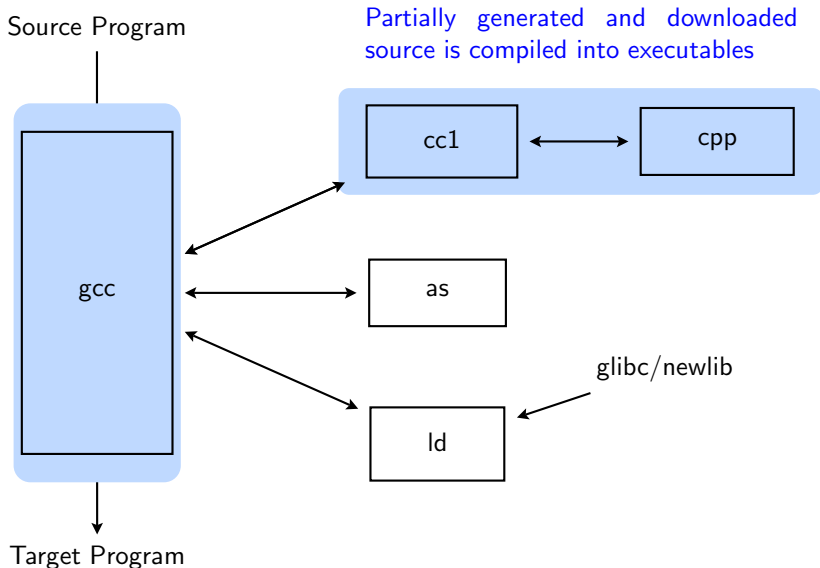 Source Program
Partially generated and downloaded
source is compiled into executables
cc1
cpp
gcc
as
glibc/newlib
ld
Target Program